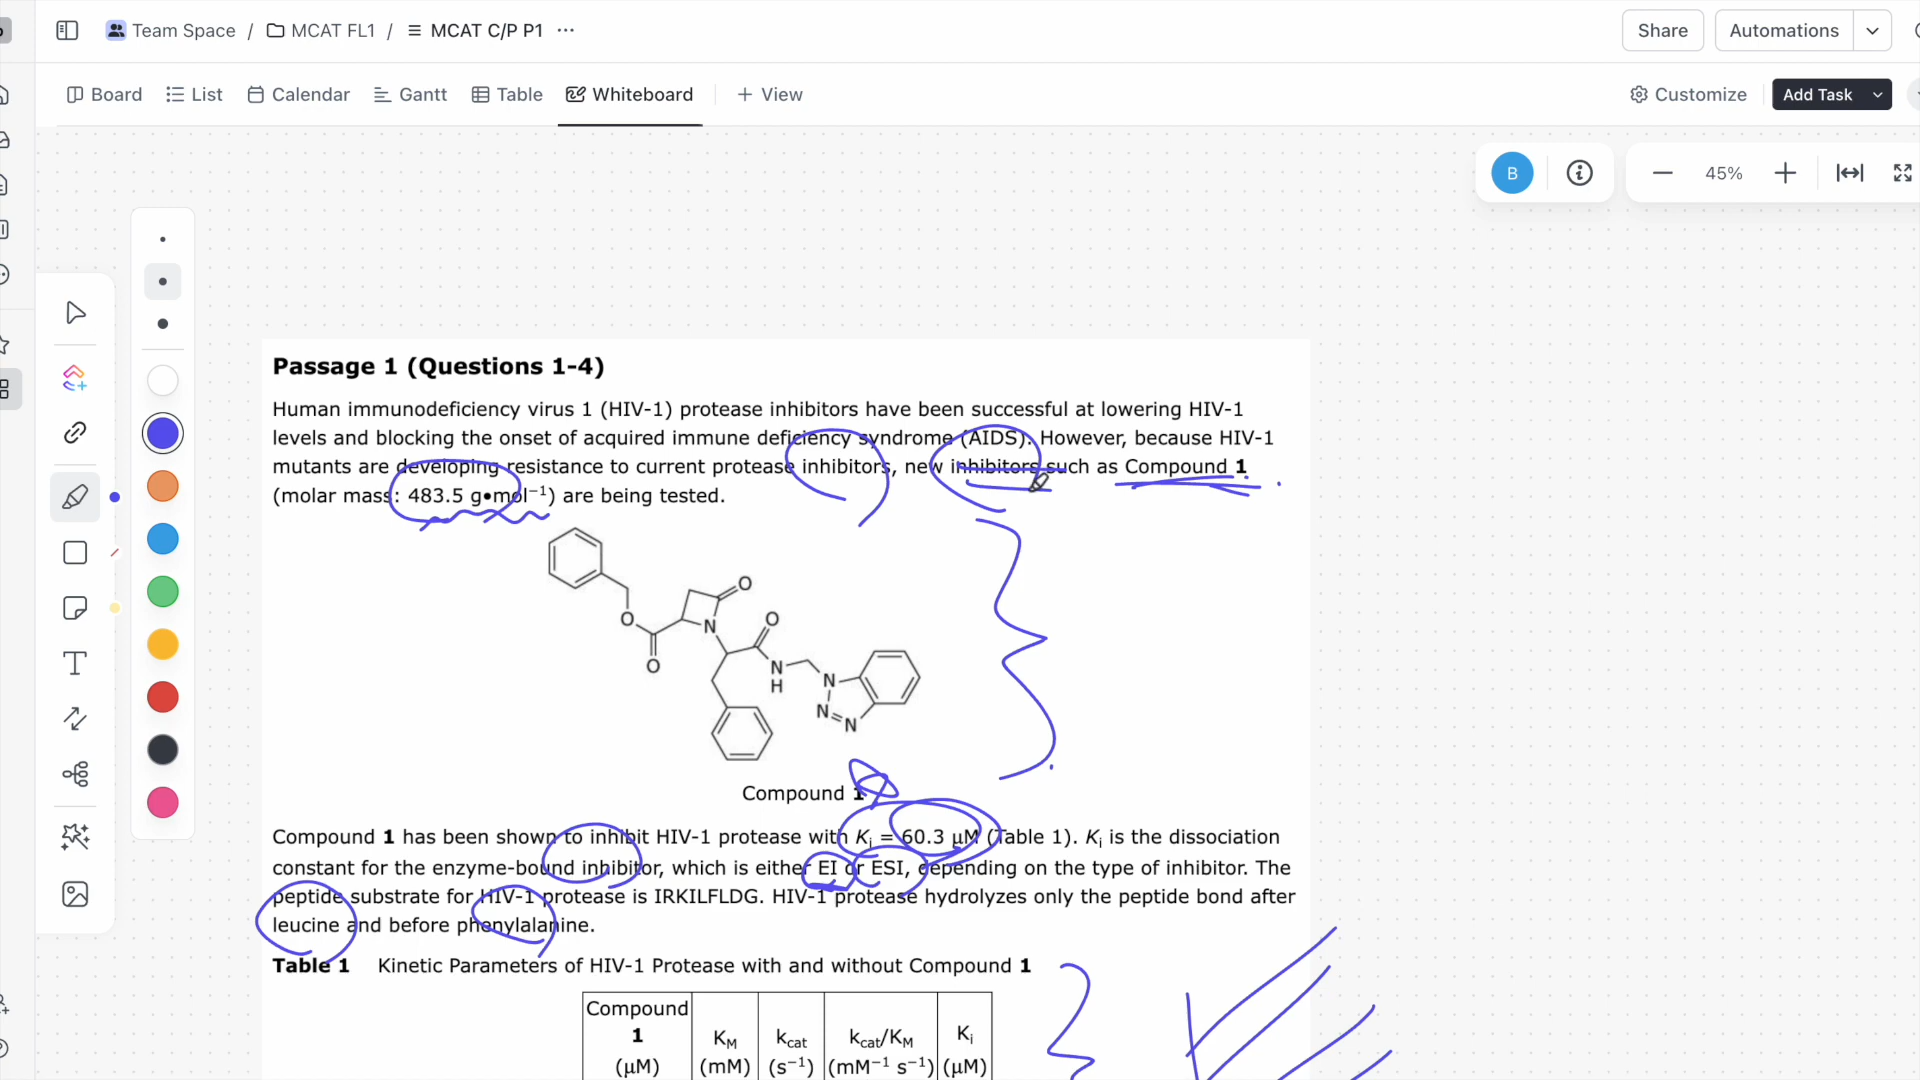 Team Space / MCAT FL1 / MCAT C/P P1 ...
Share Automations
Board List Calendar Gantt Table Whiteboard + View
Customize Add Task
B 45%
Passage 1 (Questions 1-4)
Human immunodeficiency virus 1 (HIV-1) protease inhibitors have been successful at lowering HIV-1
levels and blocking the onset of acquired immune deficiency syndrome (AIDS). However, because HIV-1
mutants are developing resistance to current protease inhibitors, new inhibitors such as Compound 1
(molar mass: 483.5 g•mol⁻¹) are being tested.
O
O
O
N
O
N
H
N
N=N
Compound 1
Compound 1 has been shown to inhibit HIV-1 protease with Kᵢ = 60.3 μM (Table 1). Kᵢ is the dissociation
constant for the enzyme-bound inhibitor, which is either EI or ESI, depending on the type of inhibitor. The
peptide substrate for HIV-1 protease is IRKILFLDG. HIV-1 protease hydrolyzes only the peptide bond after
leucine and before phenylalanine.
Table 1 Kinetic Parameters of HIV-1 Protease with and without Compound 1
Compound
1
(μM)
K_M
(mM)
k_cat
(s⁻¹)
k_cat/K_M
(mM⁻¹ s⁻¹)
Kᵢ
(μM)